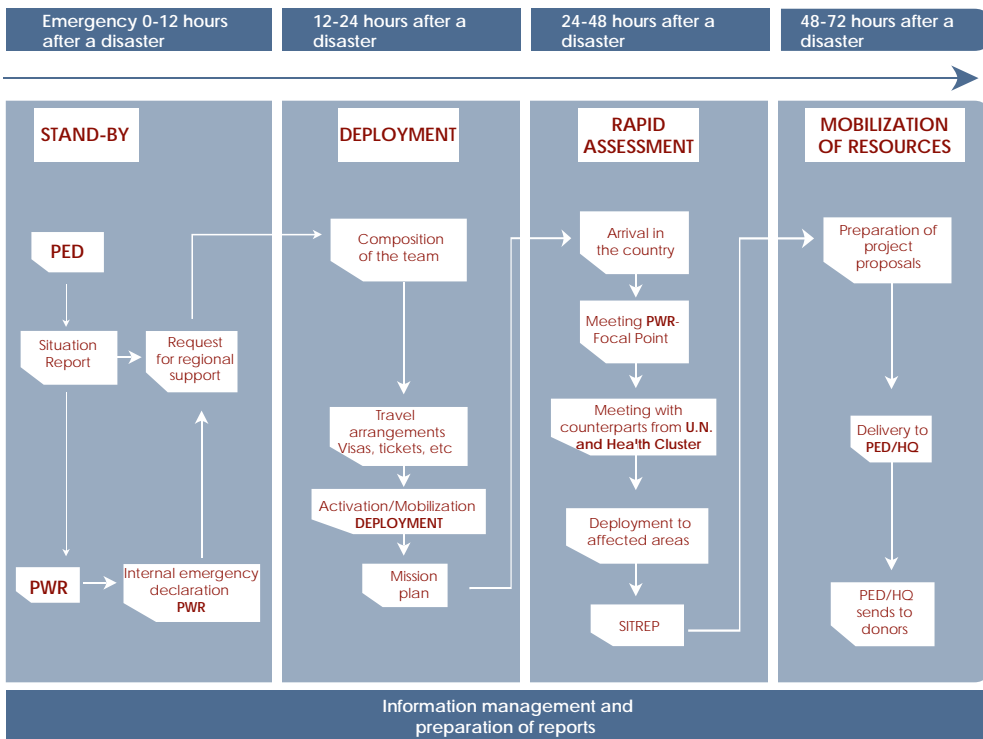 Emergency 0-12 hours
after a disaster
12-24 hours after a
disaster
24-48 hours after a
disaster
48-72 hours after a
disaster
STAND-BY
PED
Situation
Report
Request
for regional
support
PWR
Internal emergency
declaration
PWR
DEPLOYMENT
Composition
of the team
Travel
arrangements
Visas, tickets, etc
Activation/Mobilization
DEPLOYMENT
Mission
plan
RAPID
ASSESSMENT
Arrival in
the country
Meeting PWR-
Focal Point
Meeting with
counterparts from U.N.
and Health Cluster
Deployment to
affected areas
SITREP
MOBILIZATION
OF RESOURCES
Preparation of
project
proposals
Delivery to
PED/HQ
PED/HQ
sends to
donors
Information management and
preparation of reports